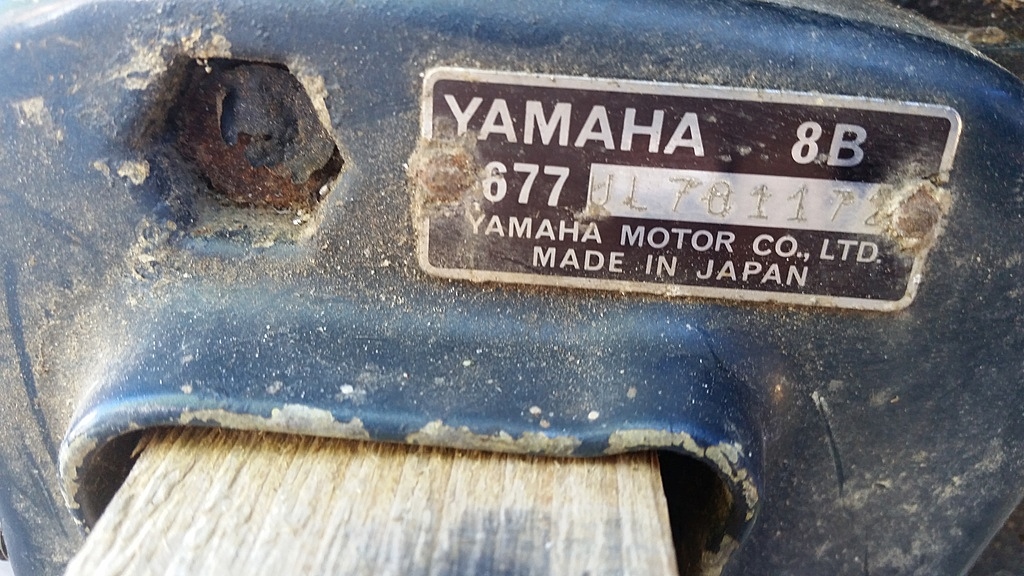 YAMAHA 8B
677 UL781172
YAMAHA MOTOR CO., LTD.
MADE IN JAPAN